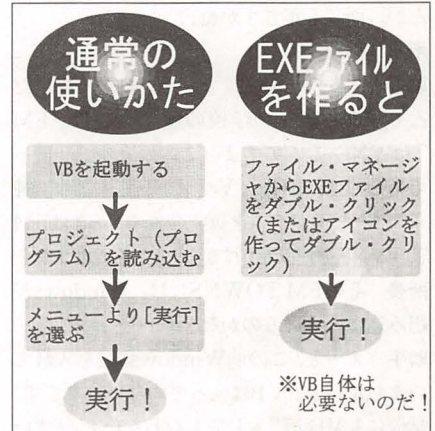 通常の
使いかた
VBを起動する
プロジェクト（プロ
グラム）を読み込む
メニューより[実行]
を選ぶ
実行！
EXEファイル
を作ると
ファイル・マネージ
ャからEXEファイル
をダブル・クリック
（またはアイコンを
作ってダブル・クリ
ック）
実行！
※VB自体は
必要ないのだ！